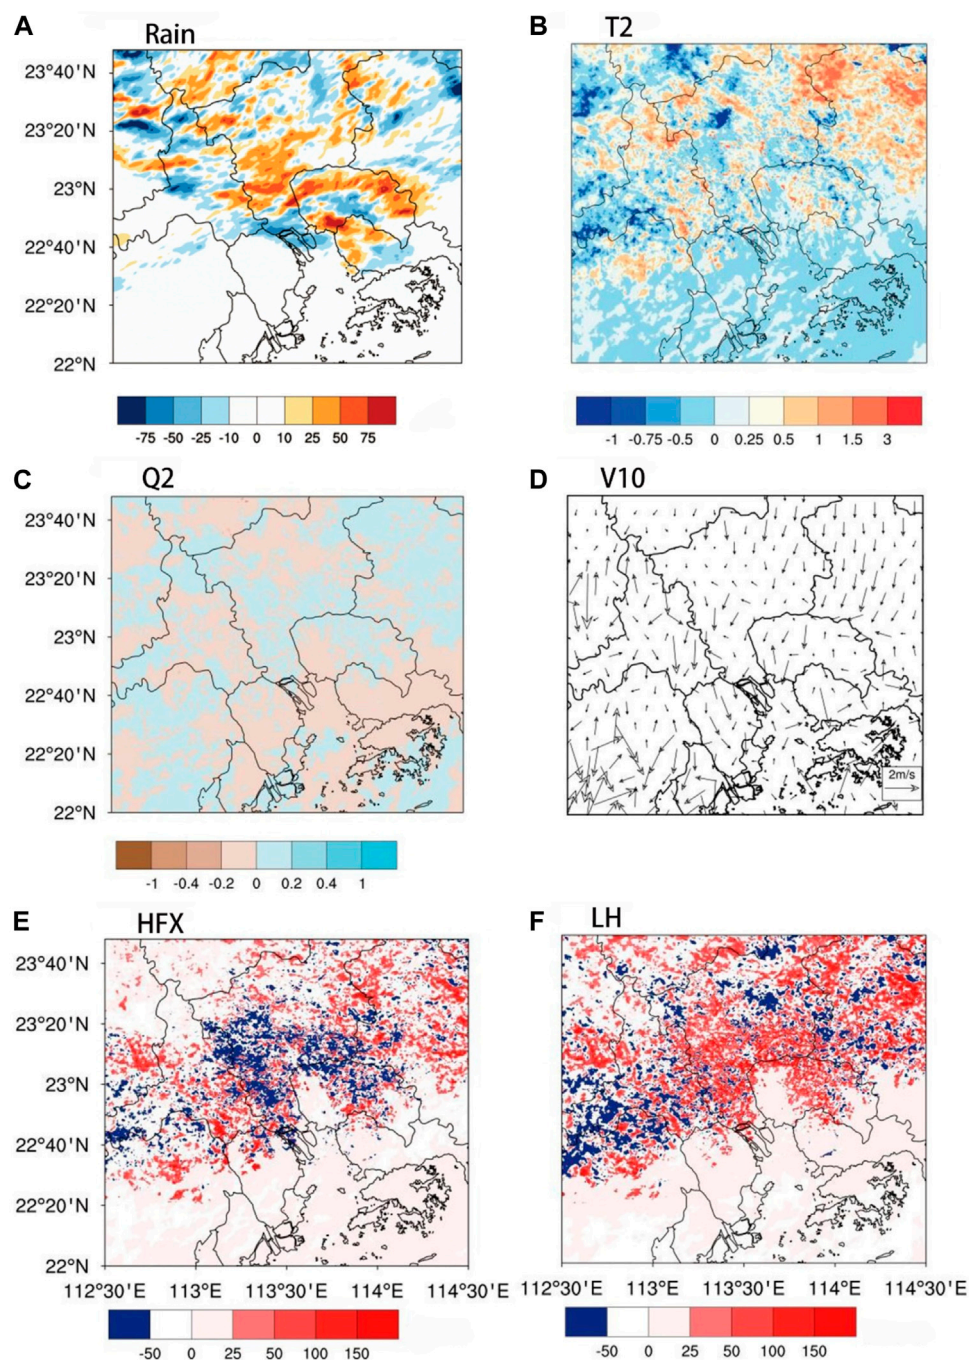 A Rain
B T2
23°40'N
23°20'N
23°N
22°40'N
22°20'N
22°N
-75 -50 -25 -10 0 10 25 50 75
-1 -0.75 -0.5 0 0.25 0.5 1 1.5 3
C Q2
D V10
23°40'N
23°20'N
23°N
22°40'N
22°20'N
22°N
2m/s
-1 -0.4 -0.2 0 0.2 0.4 1
E HFX
F LH
23°40'N
23°20'N
23°N
22°40'N
22°20'N
22°N
112°30'E 113°E 113°30'E 114°E 114°30'E
112°30'E 113°E 113°30'E 114°E 114°30'E
-50 0 25 50 100 150
-50 0 25 50 100 150